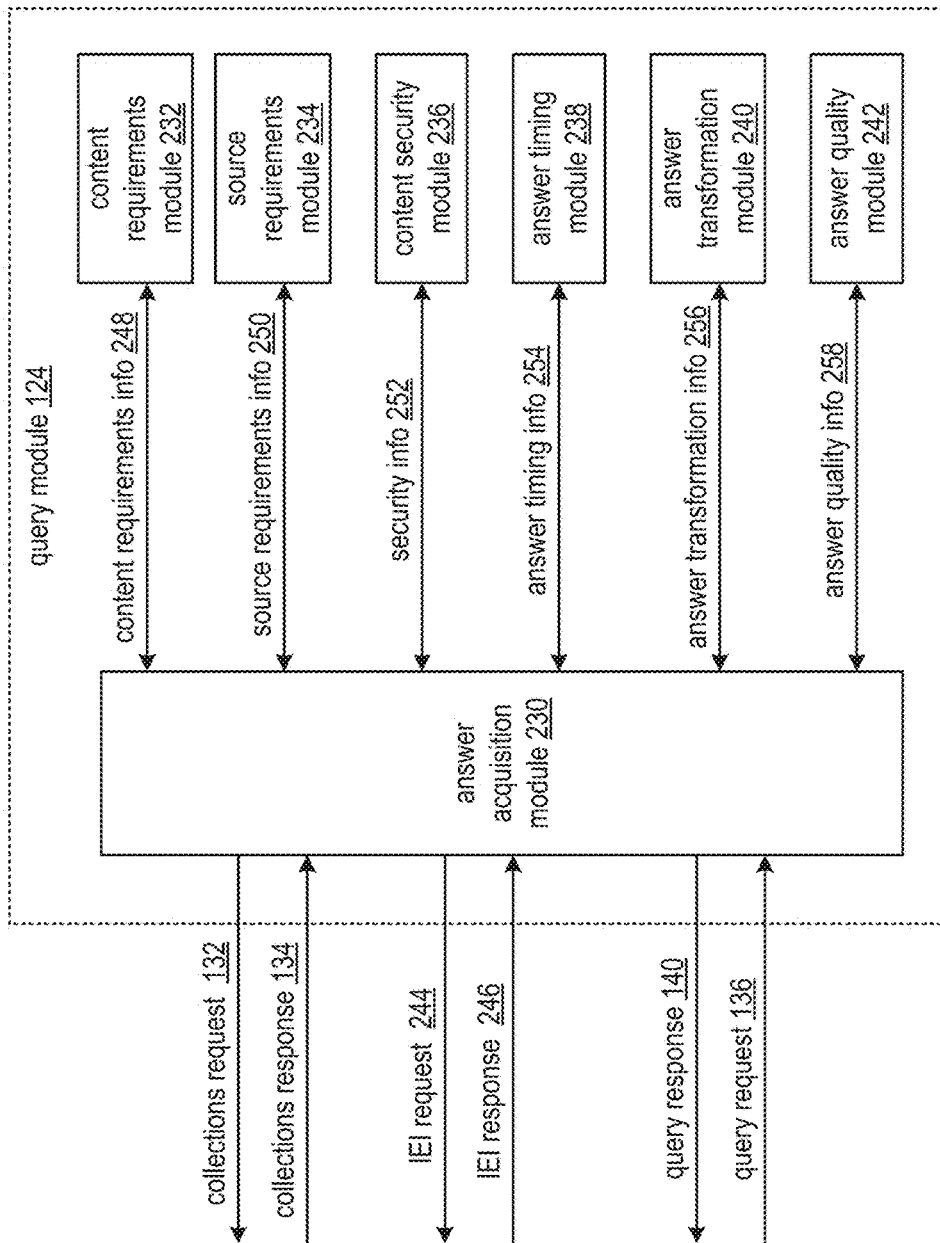 query module 124
content
requirements
module 232
source
requirements
module 234
content security
module 236
answer timing
module 238
answer
transformation
module 240
answer quality
module 242
content requirements info 248
source requirements info 250
security info 252
answer timing info 254
answer transformation info 256
answer quality info 258
answer
acquisition
module 230
collections request 132
collections response 134
IEI request 244
IEI response 246
query response 140
query request 136